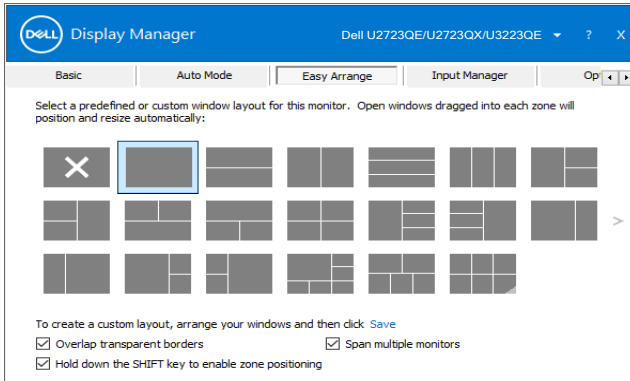 DELL Display Manager Dell U2723QE/U2723QX/U3223QE ? X
Basic Auto Mode Easy Arrange Input Manager Op
Select a predefined or custom window layout for this monitor. Open windows dragged into each zone will
position and resize automatically:
>
To create a custom layout, arrange your windows and then click Save
Overlap transparent borders Span multiple monitors
Hold down the SHIFT key to enable zone positioning